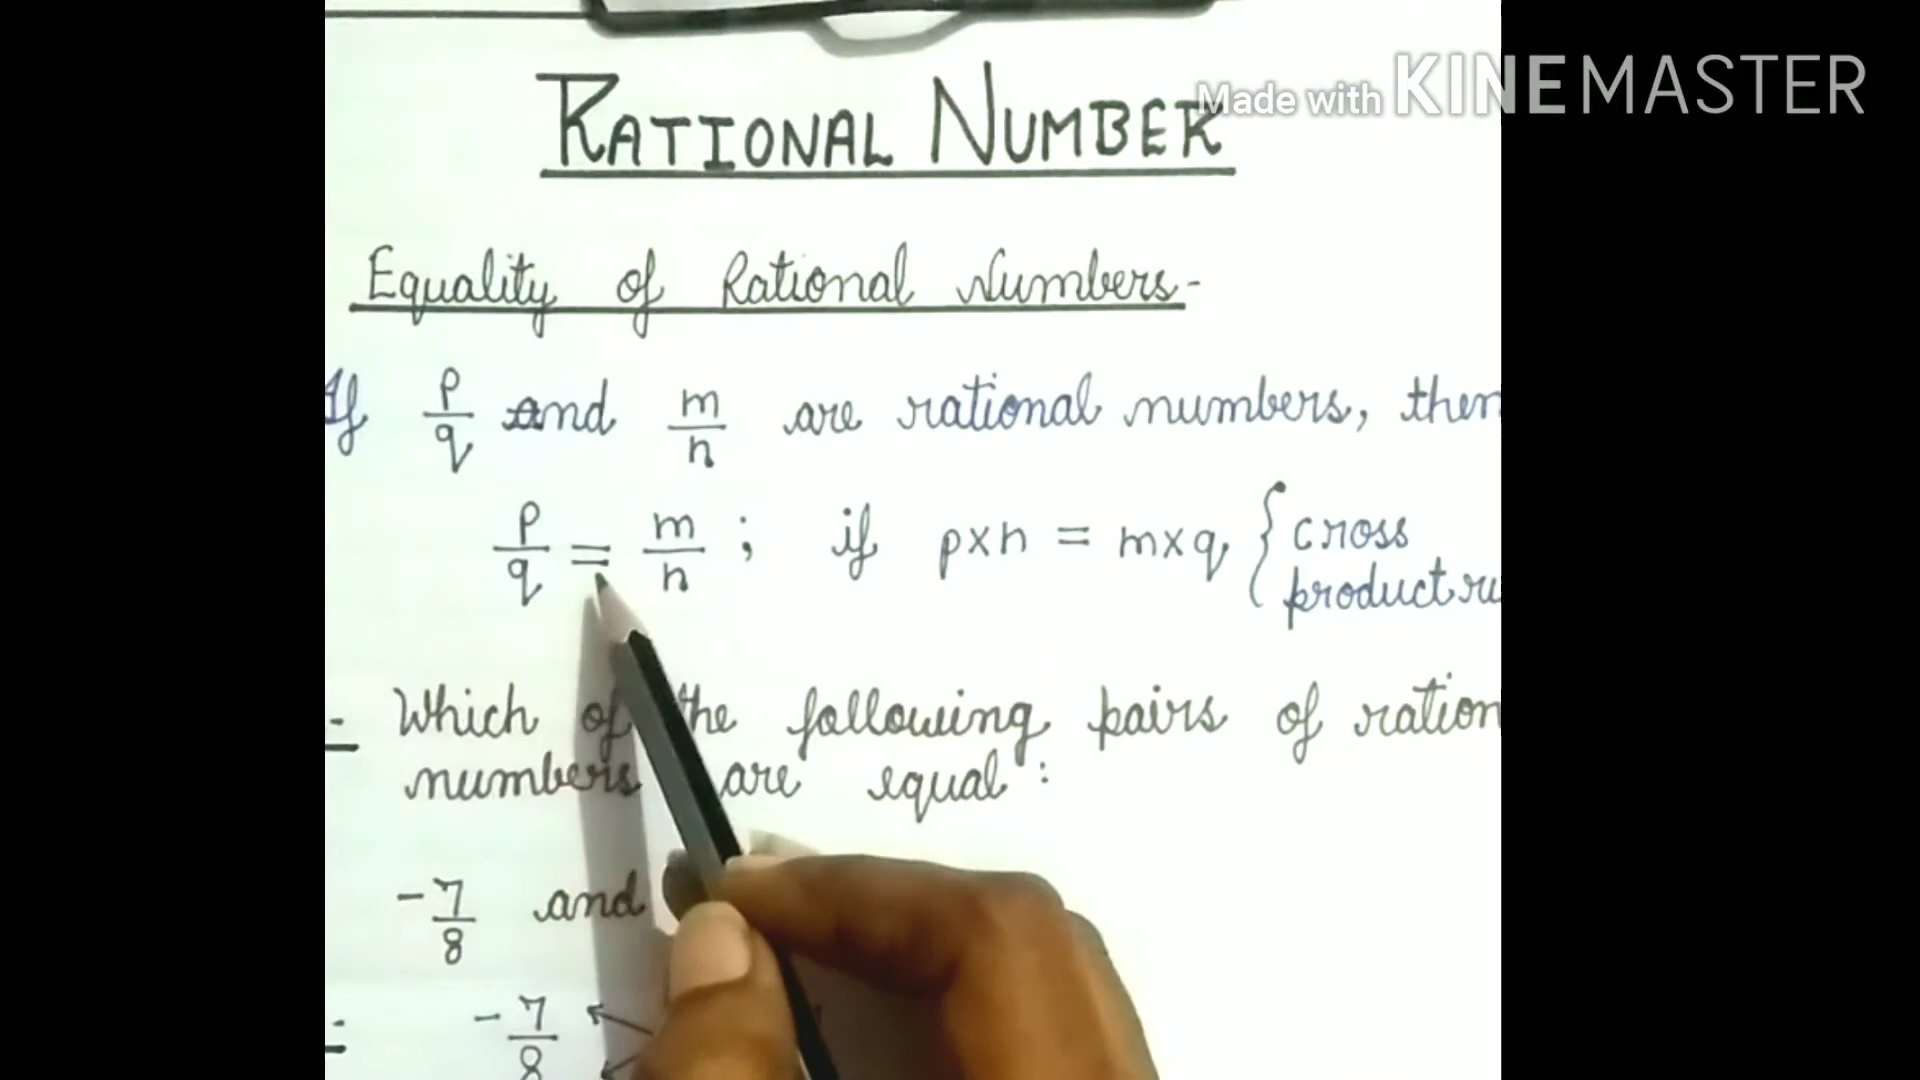 Made with KINEMASTER
RATIONAL NUMBER
Equality of Rational Numbers-
If p/q and m/n are rational numbers, then
p/q = m/n ; if p×n = m×q { cross
product
Which of the following pairs of
numbers are equal :
-7/8 and
= -7/8